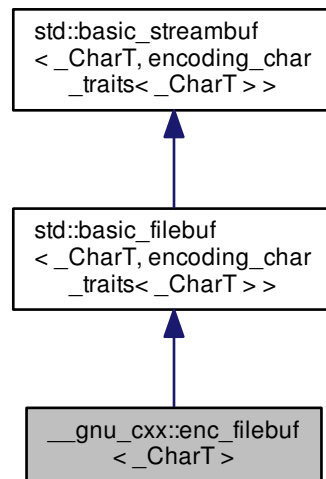 std::basic_streambuf
< _CharT, encoding_char
_traits< _CharT > >
std::basic_filebuf
< _CharT, encoding_char
_traits< _CharT > >
__gnu_cxx::enc_filebuf
< _CharT >